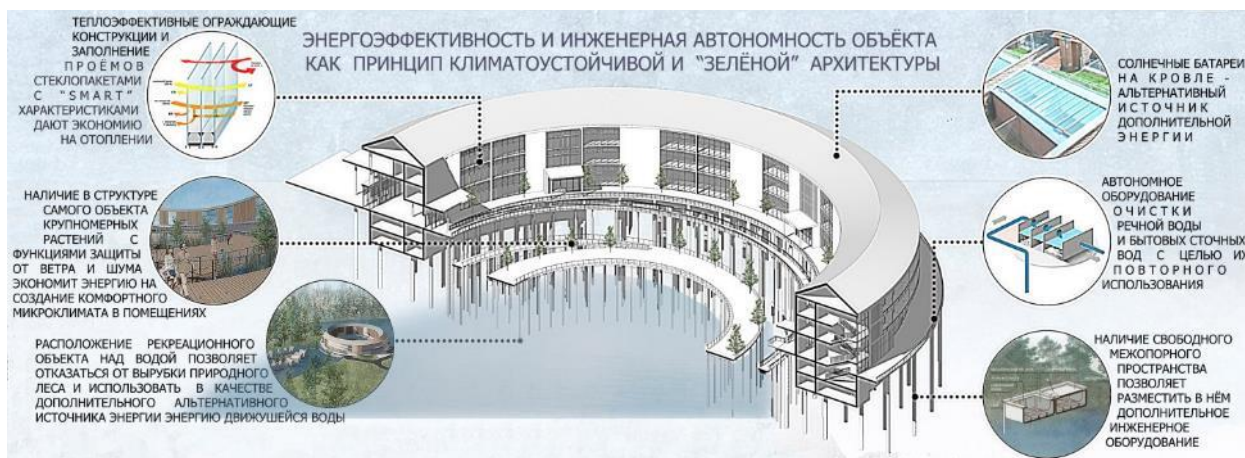 ТЕПЛОЭФФЕКТИВНЫЕ ОГРАЖДАЮЩИЕ
КОНСТРУКЦИИ И
ЗАПОЛНЕНИЕ
ПРОЁМОВ
СТЕКЛОПАКЕТАМИ
С "SMART"
ХАРАКТЕРИСТИКАМИ
ДАЮТ ЭКОНОМИЮ
НА ОТОПЛЕНИИ
ЭНЕРГОЭФФЕКТИВНОСТЬ И ИНЖЕНЕРНАЯ АВТОНОМНОСТЬ ОБЪЁКТА
КАК ПРИНЦИП КЛИМАТОУСТОЙЧИВОЙ И "ЗЕЛЁНОЙ" АРХИТЕКТУРЫ
СОЛНЕЧНЫЕ БАТАРЕИ
НА КРОВЛЕ -
АЛЬТЕРНАТИВНЫЙ
ИСТОЧНИК
ДОПОЛНИТЕЛЬНОЙ
ЭНЕРГИИ
НАЛИЧИЕ В СТРУКТУРЕ
САМОГО ОБЪЕКТА
КРУПНОМЕРНЫХ
РАСТЕНИЙ С
ФУНКЦИЯМИ ЗАЩИТЫ
ОТ ВЕТРА И ШУМА
ЭКОНОМИТ ЭНЕРГИЮ НА
СОЗДАНИЕ КОМФОРТНОГО
МИКРОКЛИМАТА В ПОМЕЩЕНИЯХ
АВТОНОМНОЕ
ОБОРУДОВАНИЕ
ОЧИСТКИ
РЕЧНОЙ ВОДЫ
И БЫТОВЫХ СТОЧНЫХ
ВОД С ЦЕЛЬЮ ИХ
ПОВТОРНОГО
ИСПОЛЬЗОВАНИЯ
РАСПОЛОЖЕНИЕ РЕКРЕАЦИОННОГО
ОБЪЕКТА НАД ВОДОЙ ПОЗВОЛЯЕТ
ОТКАЗАТЬСЯ ОТ ВЫРУБКИ ПРИРОДНОГО
ЛЕСА И ИСПОЛЬЗОВАТЬ В КАЧЕСТВЕ
ДОПОЛНИТЕЛЬНОГО АЛЬТЕРНАТИВНОГО
ИСТОЧНИКА ЭНЕРГИИ ЭНЕРГИЮ ДВИЖУШЕЙСЯ ВОДЫ
НАЛИЧИЕ СВОБОДНОГО
МЕЖОПОРНОГО
ПРОСТРАНСТВА
ПОЗВОЛЯЕТ
РАЗМЕСТИТЬ В НЁМ
ДОПОЛНИТЕЛЬНОЕ
ИНЖЕНЕРНОЕ
ОБОРУДОВАНИЕ